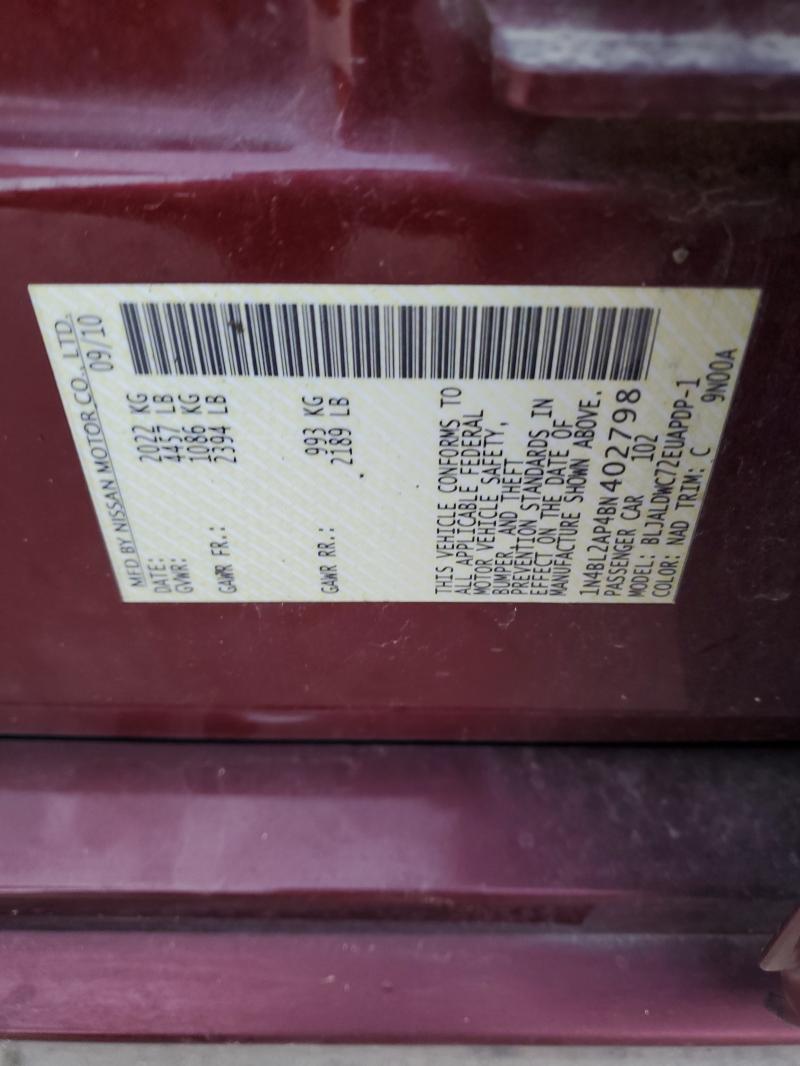 MFD BY NISSAN MOTOR CO., LTD.
DATE: 09/10
GVWR: 2022 KG
4457 LB
GAWR FR.: 1086 KG
2394 LB
GAWR RR.: 993 KG
2189 LB
THIS VEHICLE CONFORMS TO
ALL APPLICABLE FEDERAL
MOTOR VEHICLE SAFETY,
BUMPER, AND THEFT
PREVENTION STANDARDS IN
EFFECT ON THE DATE OF
MANUFACTURE SHOWN ABOVE.
1N4BL2AP4BN402798
PASSENGER CAR 102
MODEL: BLJALDWC72EUAPDP-1
COLOR: NAD TRIM: C 9N00A